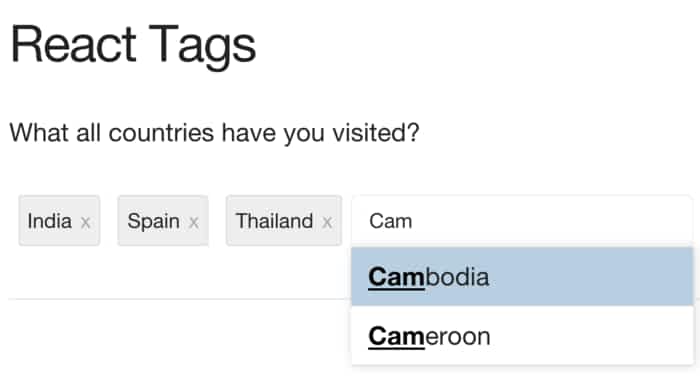 React Tags
What all countries have you visited?
India x Spain x Thailand x Cam
Cambodia
Cameroon